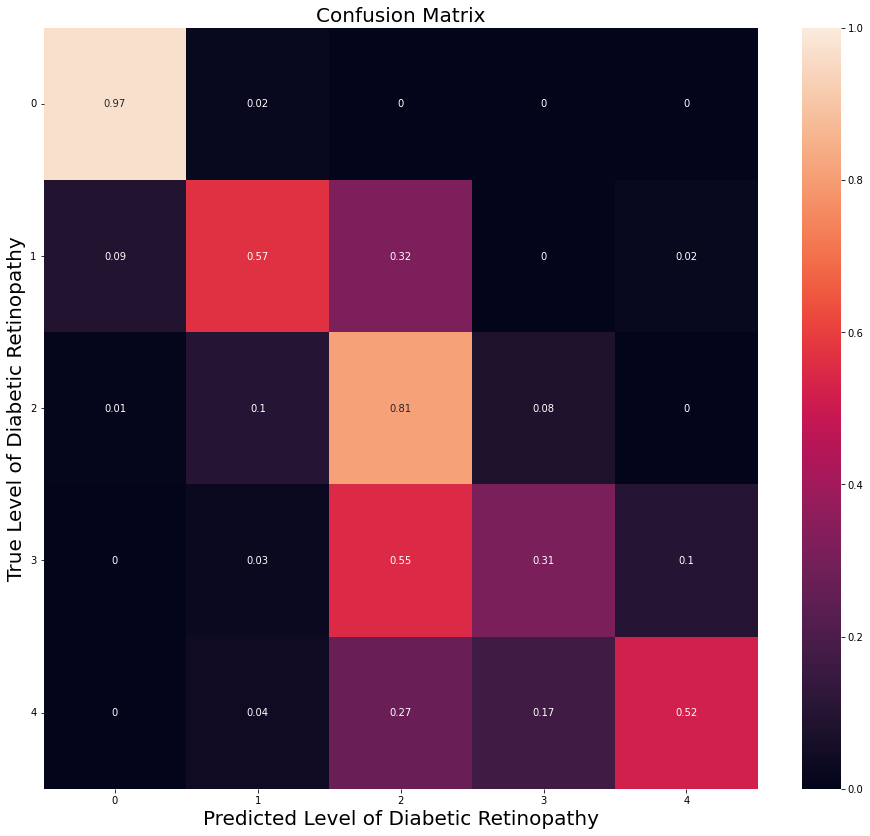 Confusion Matrix
True Level of Diabetic Retinopathy
0 0.97 0.02 0 0 0
1 0.09 0.57 0.32 0 0.02
2 0.01 0.1 0.81 0.08 0
3 0 0.03 0.55 0.31 0.1
4 0 0.04 0.27 0.17 0.52
0 1 2 3 4
Predicted Level of Diabetic Retinopathy
1.0
0.8
0.6
0.4
0.2
0.0